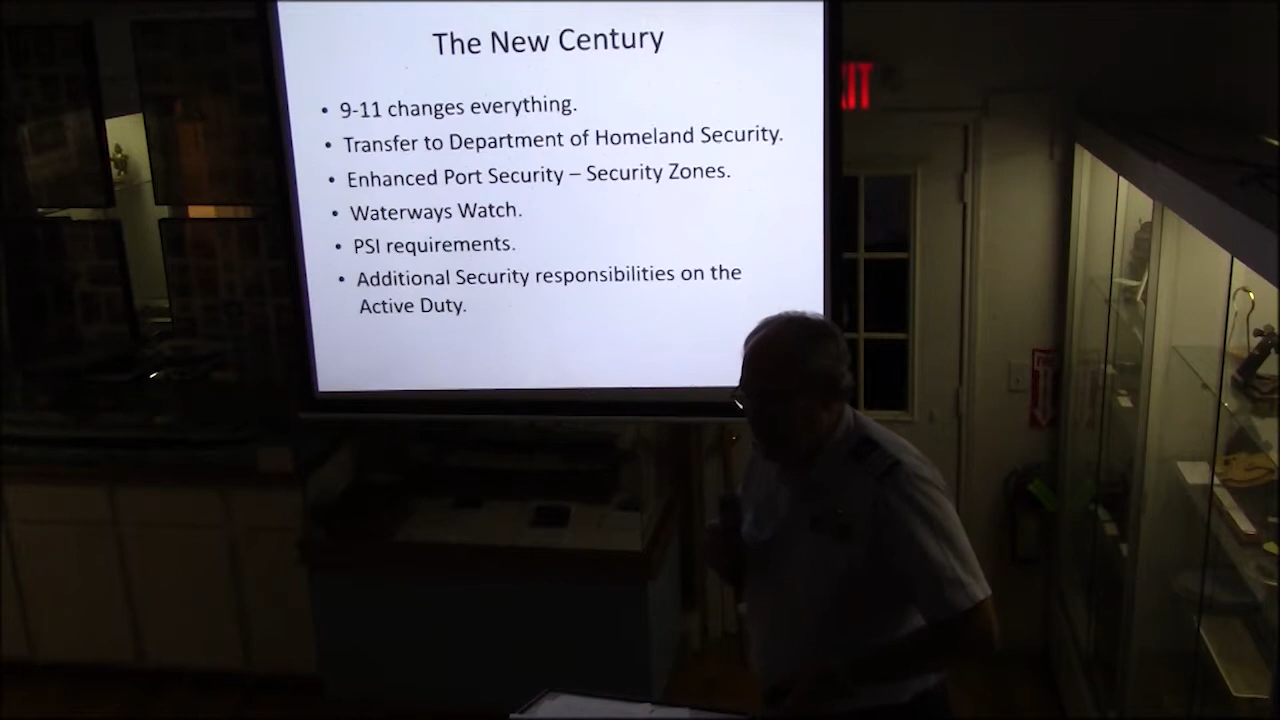 The New Century
• 9-11 changes everything.
• Transfer to Department of Homeland Security.
• Enhanced Port Security – Security Zones.
• Waterways Watch.
• PSI requirements.
• Additional Security responsibilities on the
Active Duty.
XIT